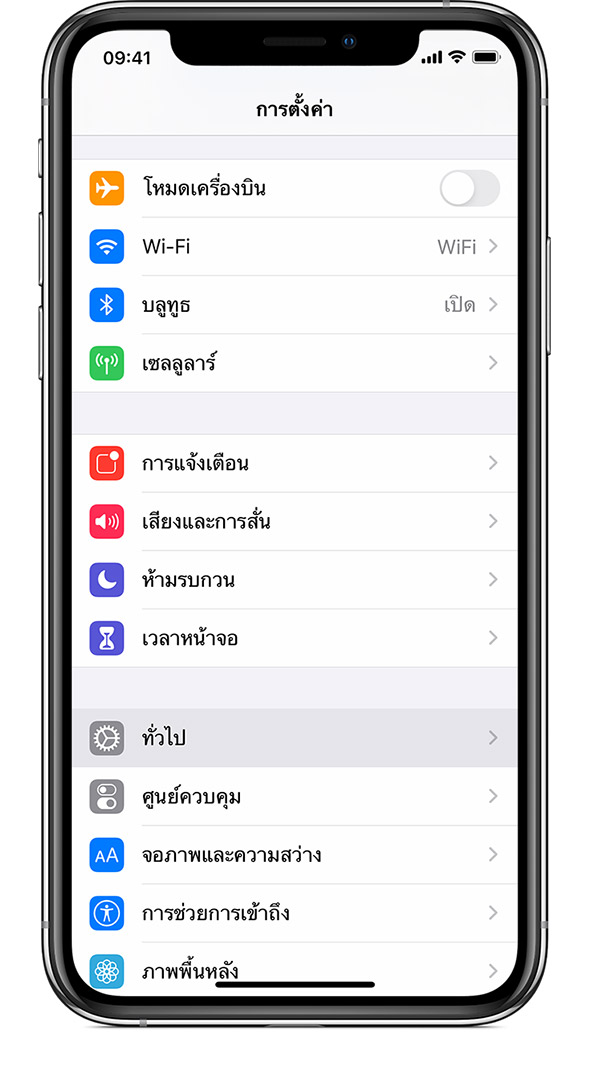 09:41
การตั้งค่า
โหมดเครื่องบิน
Wi-Fi WiFi
บลูทูธ เปิด
เซลลูลาร์
การแจ้งเตือน
เสียงและการสั่น
ห้ามรบกวน
เวลาหน้าจอ
ทั่วไป
ศูนย์ควบคุม
AA จอภาพและความสว่าง
การช่วยการเข้าถึง
ภาพพื้นหลัง